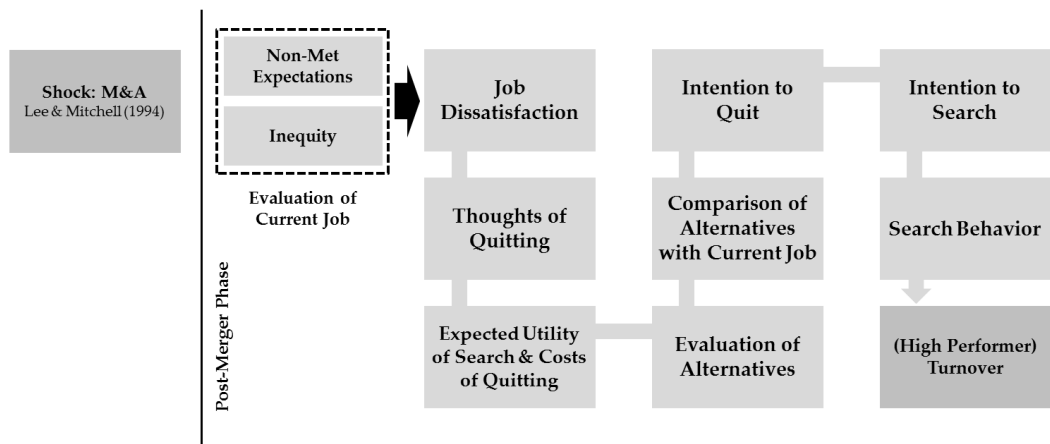 Shock: M&A
Lee & Mitchell (1994)
Post-Merger Phase
Non-Met
Expectations
Inequity
Evaluation of
Current Job
Job
Dissatisfaction
Thoughts of
Quitting
Expected Utility
of Search & Costs
of Quitting
Evaluation of
Alternatives
Comparison of
Alternatives
with Current Job
Intention to
Quit
Intention to
Search
Search Behavior
(High Performer)
Turnover